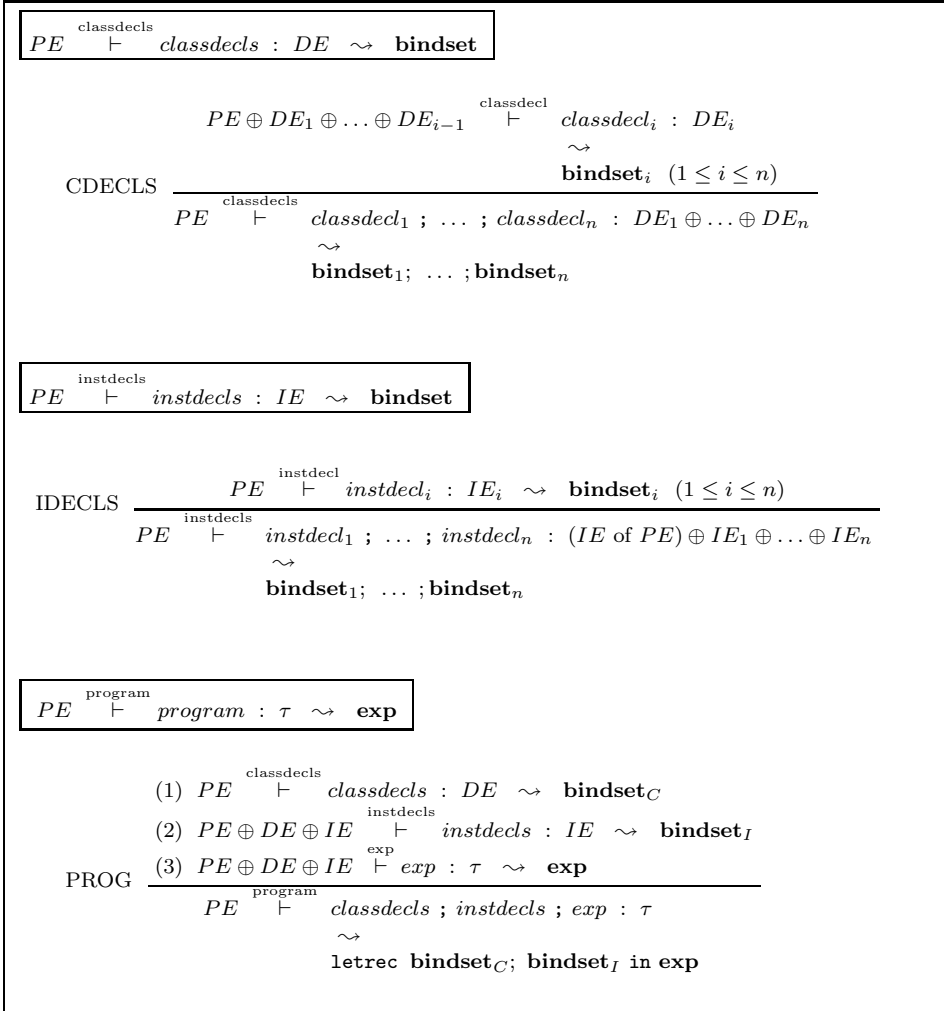 PE ⊢^{classdecls} classdecls : DE ⇝ bindset
PE ⊕ DE_1 ⊕ … ⊕ DE_{i−1} ⊢^{classdecl} classdecl_i : DE_i
⇝
bindset_i (1 ≤ i ≤ n)
CDECLS
PE ⊢^{classdecls} classdecl_1 ; … ; classdecl_n : DE_1 ⊕ … ⊕ DE_n
⇝
bindset_1; … ; bindset_n
PE ⊢^{instdecls} instdecls : IE ⇝ bindset
PE ⊢^{instdecl} instdecl_i : IE_i ⇝ bindset_i (1 ≤ i ≤ n)
IDECLS
PE ⊢^{instdecls} instdecl_1 ; … ; instdecl_n : (IE of PE) ⊕ IE_1 ⊕ … ⊕ IE_n
⇝
bindset_1; … ; bindset_n
PE ⊢^{program} program : τ ⇝ exp
(1) PE ⊢^{classdecls} classdecls : DE ⇝ bindset_C
(2) PE ⊕ DE ⊕ IE ⊢^{instdecls} instdecls : IE ⇝ bindset_I
(3) PE ⊕ DE ⊕ IE ⊢^{exp} exp : τ ⇝ exp
PROG
PE ⊢^{program} classdecls ; instdecls ; exp : τ
⇝
letrec bindset_C; bindset_I in exp